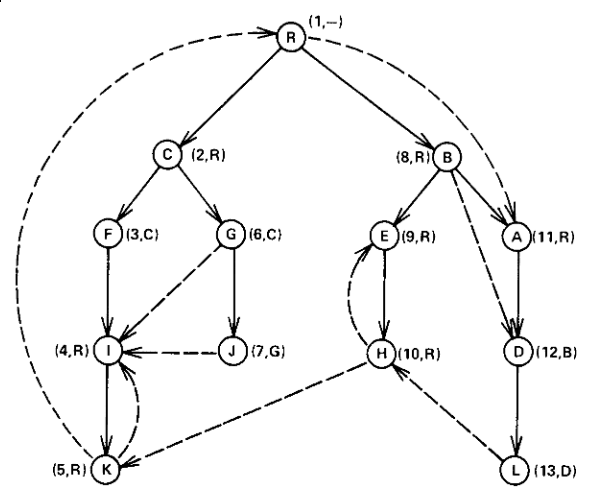 (1,–)
R
C (2,R)
(8,R) B
F (3,C)
G (6,C)
E (9,R)
A (11,R)
(4,R) I
J (7,G)
H (10,R)
D (12,B)
(5,R) K
L (13,D)